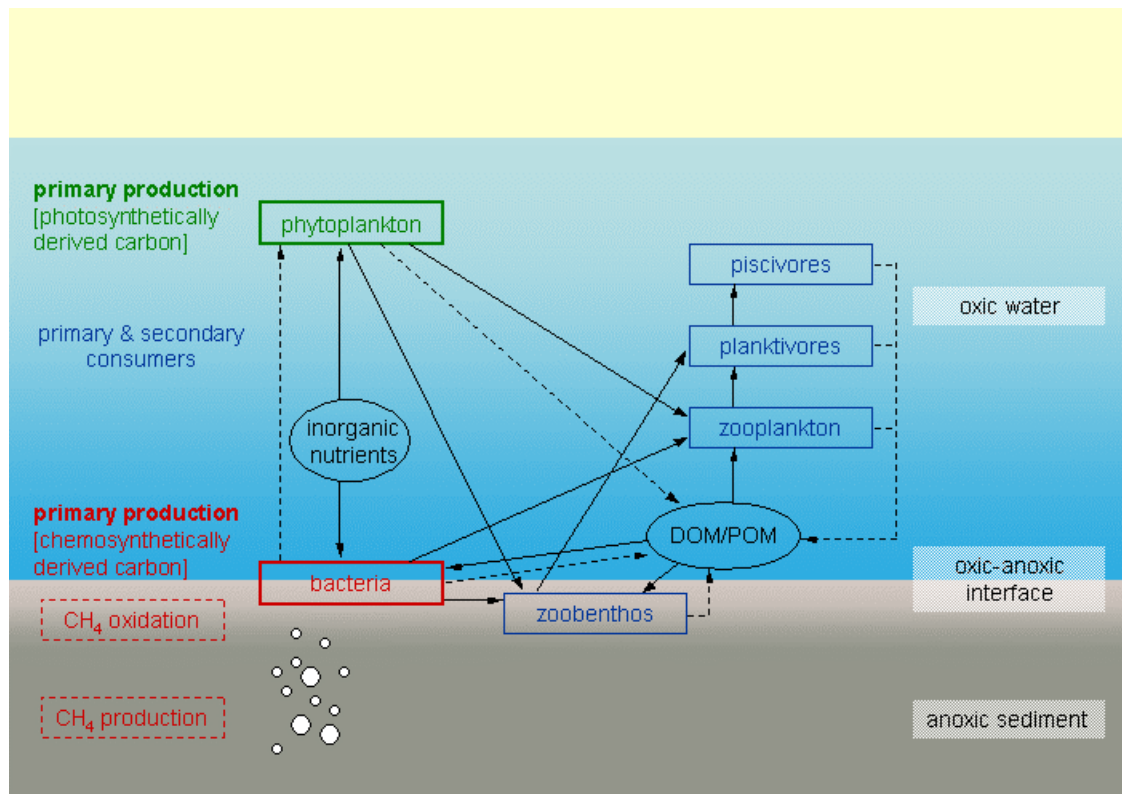 primary production
[photosynthetically
derived carbon]
phytoplankton
piscivores
oxic water
primary & secondary
consumers
planktivores
inorganic
nutrients
zooplankton
primary production
[chemosynthetically
derived carbon]
DOM/POM
bacteria
oxic-anoxic
interface
CH₄ oxidation
zoobenthos
CH₄ production
anoxic sediment